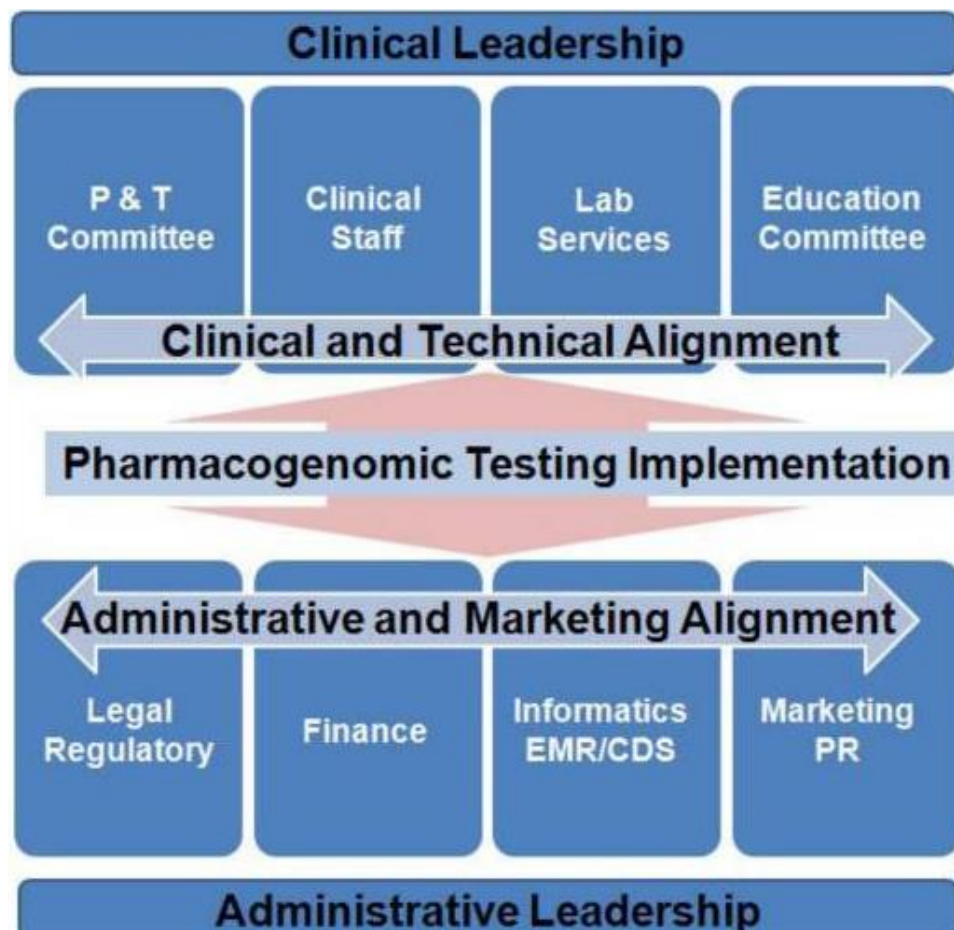 Clinical Leadership
P & T
Committee
Clinical
Staff
Lab
Services
Education
Committee
Clinical and Technical Alignment
Pharmacogenomic Testing Implementation
Administrative and Marketing Alignment
Legal
Regulatory
Finance
Informatics
EMR/CDS
Marketing
PR
Administrative Leadership